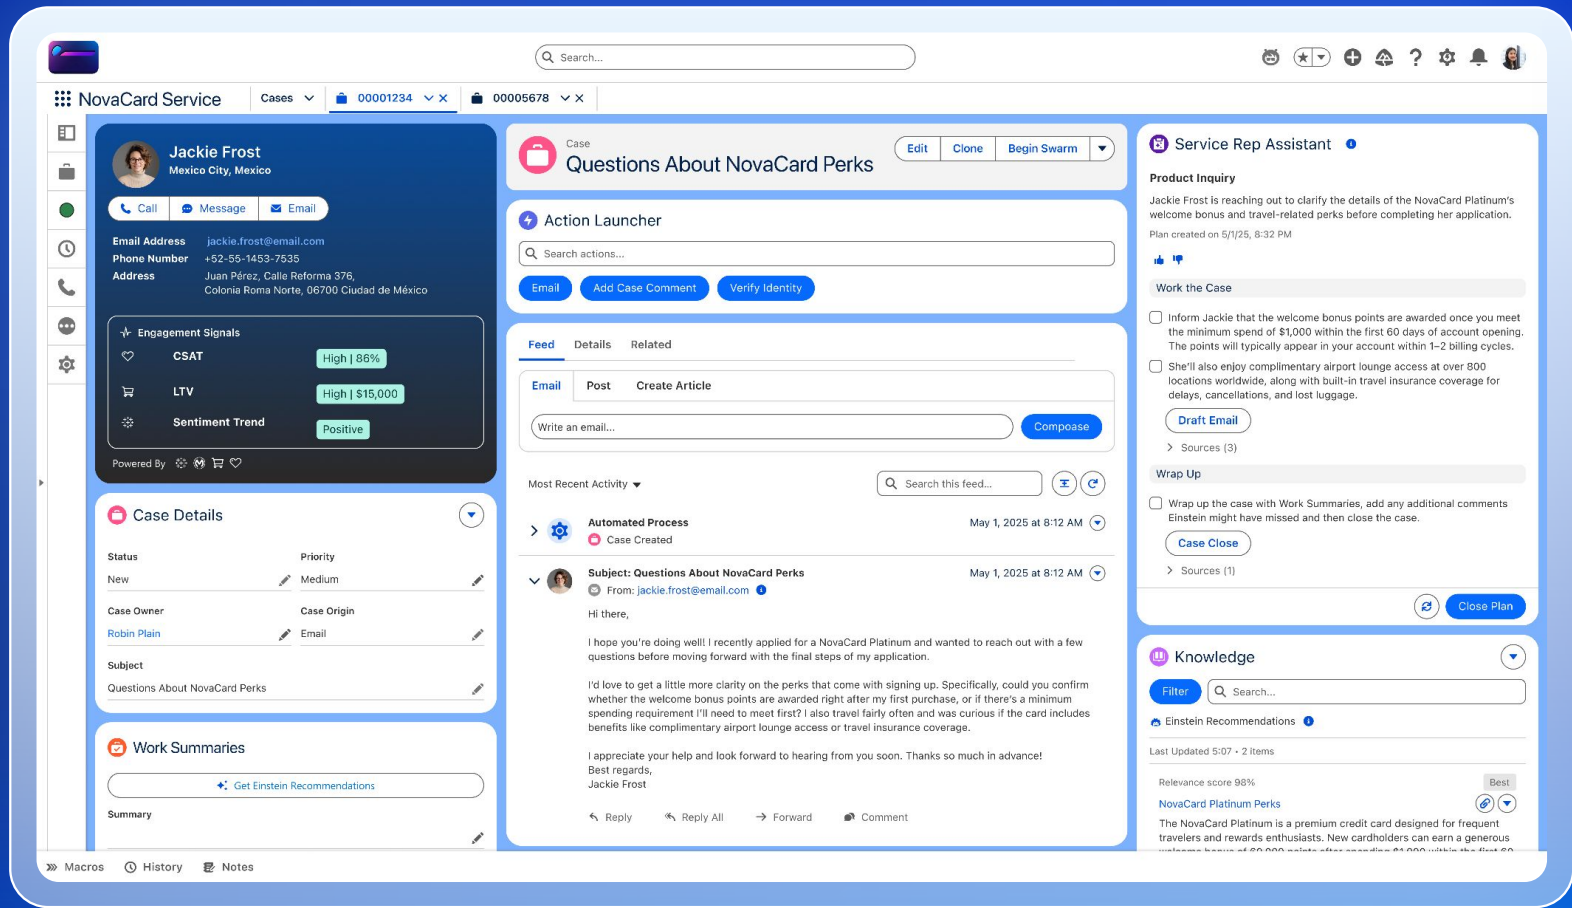 Search...
NovaCard Service
Cases
00001234
00005678
Jackie Frost
Mexico City, Mexico
Call
Message
Email
Email Address jackie.frost@email.com
Phone Number +52-55-1453-7535
Address Juan Pérez, Calle Reforma 376,
Colonia Roma Norte, 06700 Ciudad de México
Engagement Signals
CSAT High | 86%
LTV High | $15,000
Sentiment Trend Positive
Powered By
Case Details
Status
New
Priority
Medium
Case Owner
Robin Plain
Case Origin
Email
Subject
Questions About NovaCard Perks
Work Summaries
Get Einstein Recommendations
Summary
Case
Questions About NovaCard Perks
Edit
Clone
Begin Swarm
Action Launcher
Search actions...
Email
Add Case Comment
Verify Identity
Feed
Details
Related
Email
Post
Create Article
Write an email...
Compoase
Most Recent Activity
Search this feed...
Automated Process
May 1, 2025 at 8:12 AM
Case Created
Subject: Questions About NovaCard Perks
May 1, 2025 at 8:12 AM
From: jackie.frost@email.com
Hi there,
I hope you're doing well! I recently applied for a NovaCard Platinum and wanted to reach out with a few
questions before moving forward with the final steps of my application.
I'd love to get a little more clarity on the perks that come with signing up. Specifically, could you confirm
whether the welcome bonus points are awarded right after my first purchase, or if there's a minimum
spending requirement I'll need to meet first? I also travel fairly often and was curious if the card includes
benefits like complimentary airport lounge access or travel insurance coverage.
I appreciate your help and look forward to hearing from you soon. Thanks so much in advance!
Best regards,
Jackie Frost
Reply
Reply All
Forward
Comment
Service Rep Assistant
Product Inquiry
Jackie Frost is reaching out to clarify the details of the NovaCard Platinum's
welcome bonus and travel-related perks before completing her application.
Plan created on 5/1/25, 8:32 PM
Work the Case
Inform Jackie that the welcome bonus points are awarded once you meet
the minimum spend of $1,000 within the first 60 days of account opening.
The points will typically appear in your account within 1–2 billing cycles.
She'll also enjoy complimentary airport lounge access at over 800
locations worldwide, along with built-in travel insurance coverage for
delays, cancellations, and lost luggage.
Draft Email
Sources (3)
Wrap Up
Wrap up the case with Work Summaries, add any additional comments
Einstein might have missed and then close the case.
Case Close
Sources (1)
Close Plan
Knowledge
Filter
Search...
Einstein Recommendations
Last Updated 5:07 • 2 items
Relevance score 98%
Best
NovaCard Platinum Perks
The NovaCard Platinum is a premium credit card designed for frequent
travelers and rewards enthusiasts. New cardholders can earn a generous
welcome bonus of 60,000 points after spending $1,000 within the first 60
Macros
History
Notes